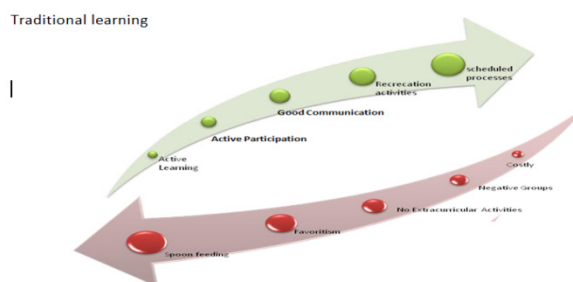 Traditional learning
scheduled
processes
Recrecation
activities
Good Communication
Active Participation
Active
Learning
Costly
Negative Groups
No Extracurricular Activities
Favoritism
Spoon feeding